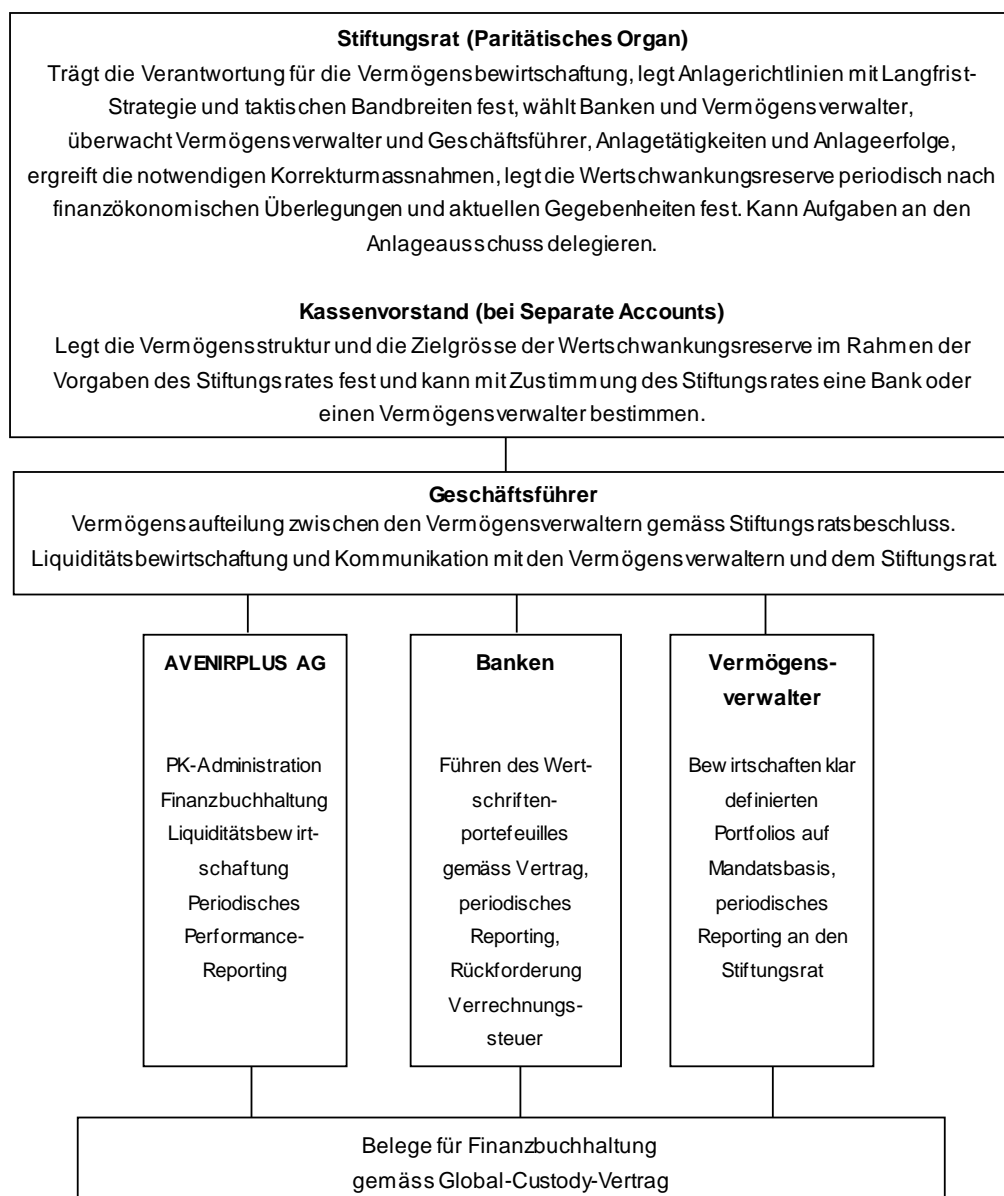 Stiftungsrat (Paritätisches Organ)
Trägt die Verantwortung für die Vermögensbewirtschaftung, legt Anlagerichtlinien mit Langfrist-
Strategie und taktischen Bandbreiten fest, wählt Banken und Vermögensverwalter,
überwacht Vermögensverwalter und Geschäftsführer, Anlagetätigkeiten und Anlageerfolge,
ergreift die notwendigen Korrekturmassnahmen, legt die Wertschwankungsreserve periodisch nach
finanzökonomischen Überlegungen und aktuellen Gegebenheiten fest. Kann Aufgaben an den
Anlageausschuss delegieren.
Kassenvorstand (bei Separate Accounts)
Legt die Vermögensstruktur und die Zielgrösse der Wertschwankungsreserve im Rahmen der
Vorgaben des Stiftungsrates fest und kann mit Zustimmung des Stiftungsrates eine Bank oder
einen Vermögensverwalter bestimmen.
Geschäftsführer
Vermögensaufteilung zwischen den Vermögensverwaltern gemäss Stiftungsratsbeschluss.
Liquiditätsbewirtschaftung und Kommunikation mit den Vermögensverwaltern und dem Stiftungsrat.
AVENIRPLUS AG
PK-Administration
Finanzbuchhaltung
Liquiditätsbewirt-
schaftung
Periodisches
Performance-
Reporting
Banken
Führen des Wert-
schriften-
portefeuilles
gemäss Vertrag,
periodisches
Reporting,
Rückforderung
Verrechnungs-
steuer
Vermögens-
verwalter
Bewirtschaften klar
definierten
Portfolios auf
Mandatsbasis,
periodisches
Reporting an den
Stiftungsrat
Belege für Finanzbuchhaltung
gemäss Global-Custody-Vertrag